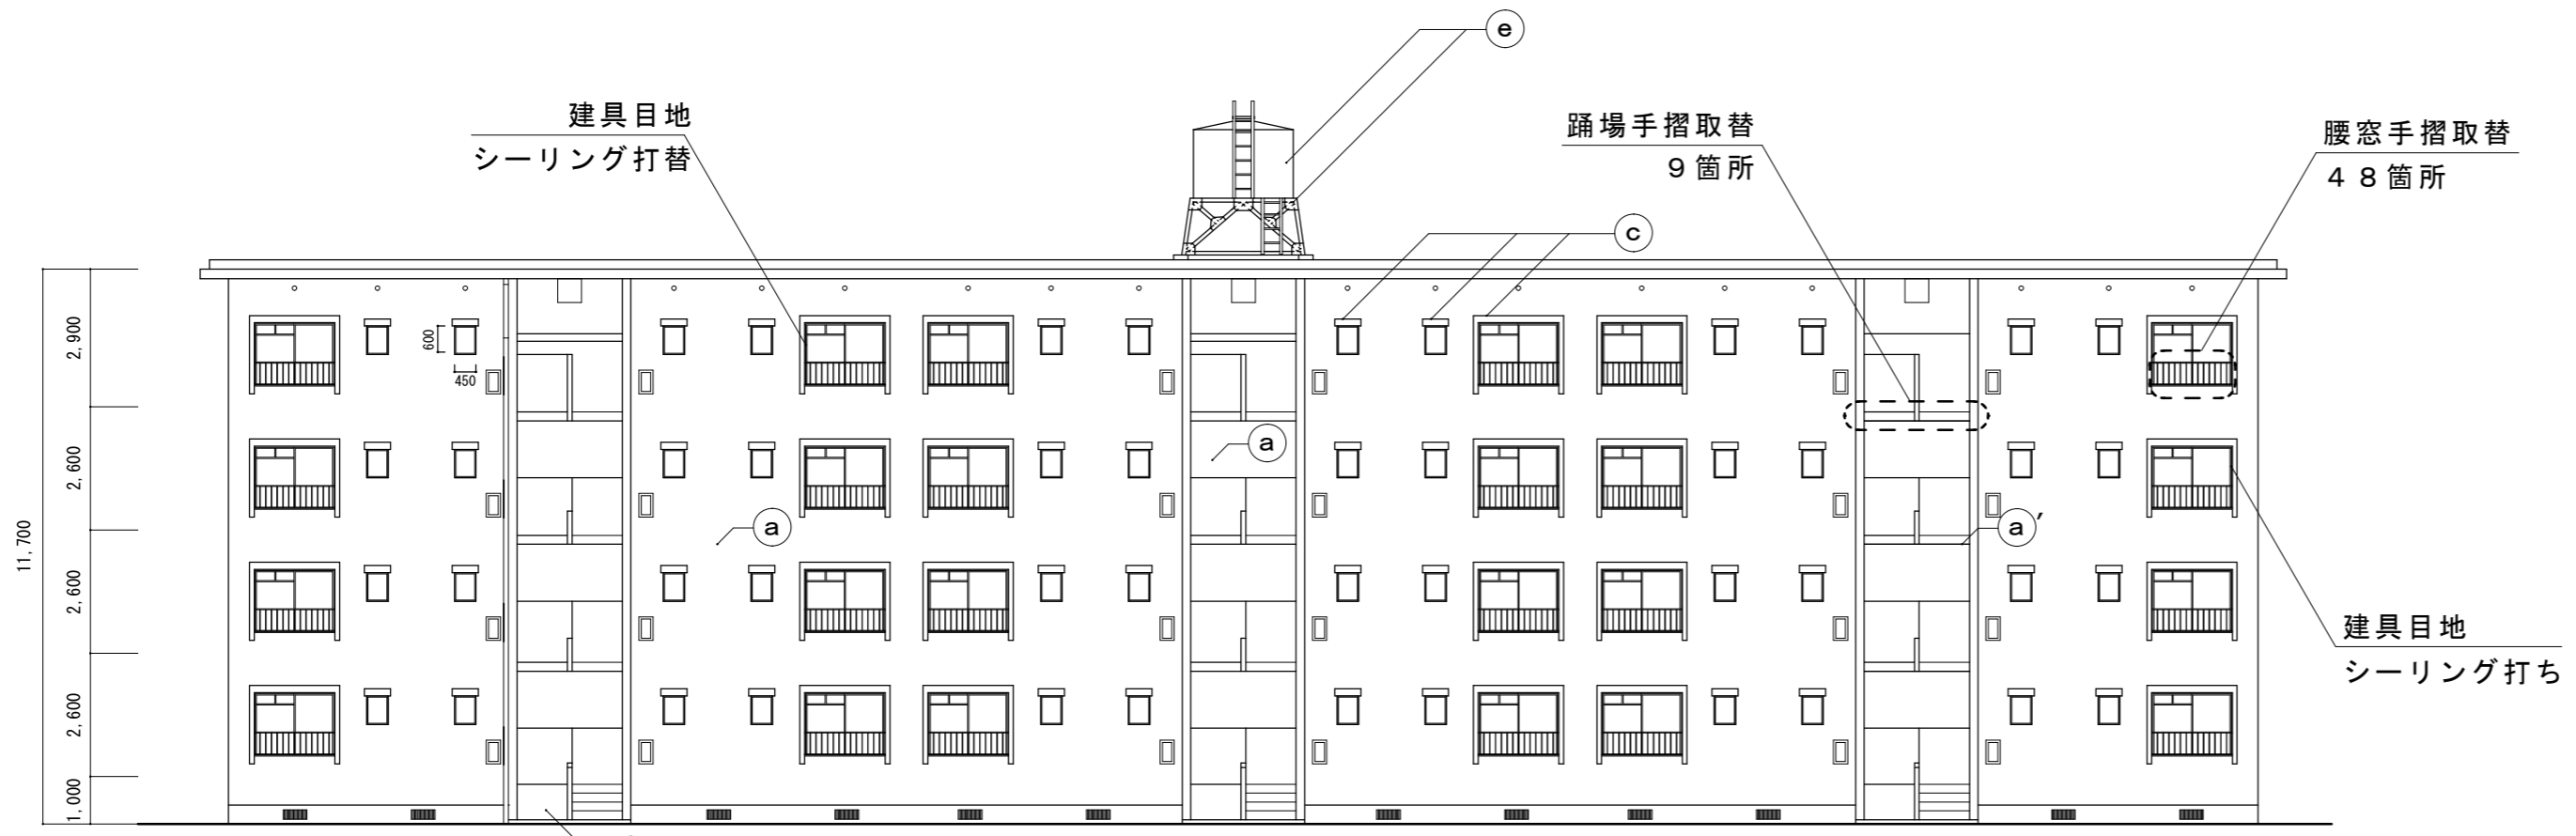 e
建具目地
シーリング打替
踊場手摺取替
9箇所
腰窓手摺取替
48箇所
c
2,900
600
450
a
2,600
a
a′
11,700
2,600
建具目地
シーリング打ち
2,600
1,000